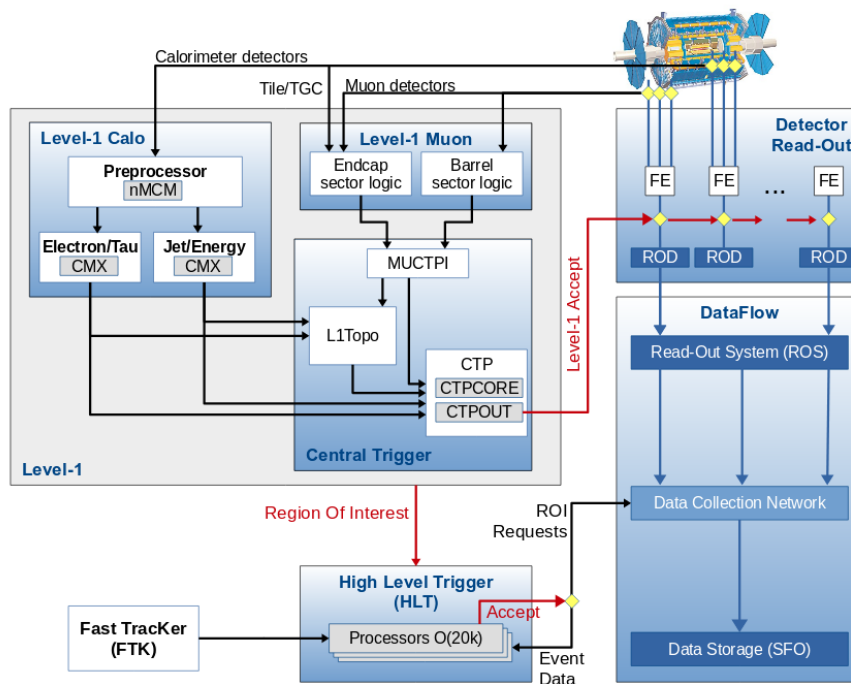 Calorimeter detectors
Tile/TGC
Muon detectors
Level-1 Calo
Preprocessor
nMCM
Electron/Tau
CMX
Jet/Energy
CMX
Level-1 Muon
Endcap
sector logic
Barrel
sector logic
MUCTPI
L1Topo
CTP
CTPCORE
CTPOUT
Central Trigger
Level-1
Level-1 Accept
Detector
Read-Out
FE
FE
...
FE
ROD
ROD
ROD
DataFlow
Read-Out System (ROS)
Data Collection Network
Data Storage (SFO)
Region Of Interest
ROI
Requests
High Level Trigger
(HLT)
Accept
Processors O(20k)
Event
Data
Fast TracKer
(FTK)